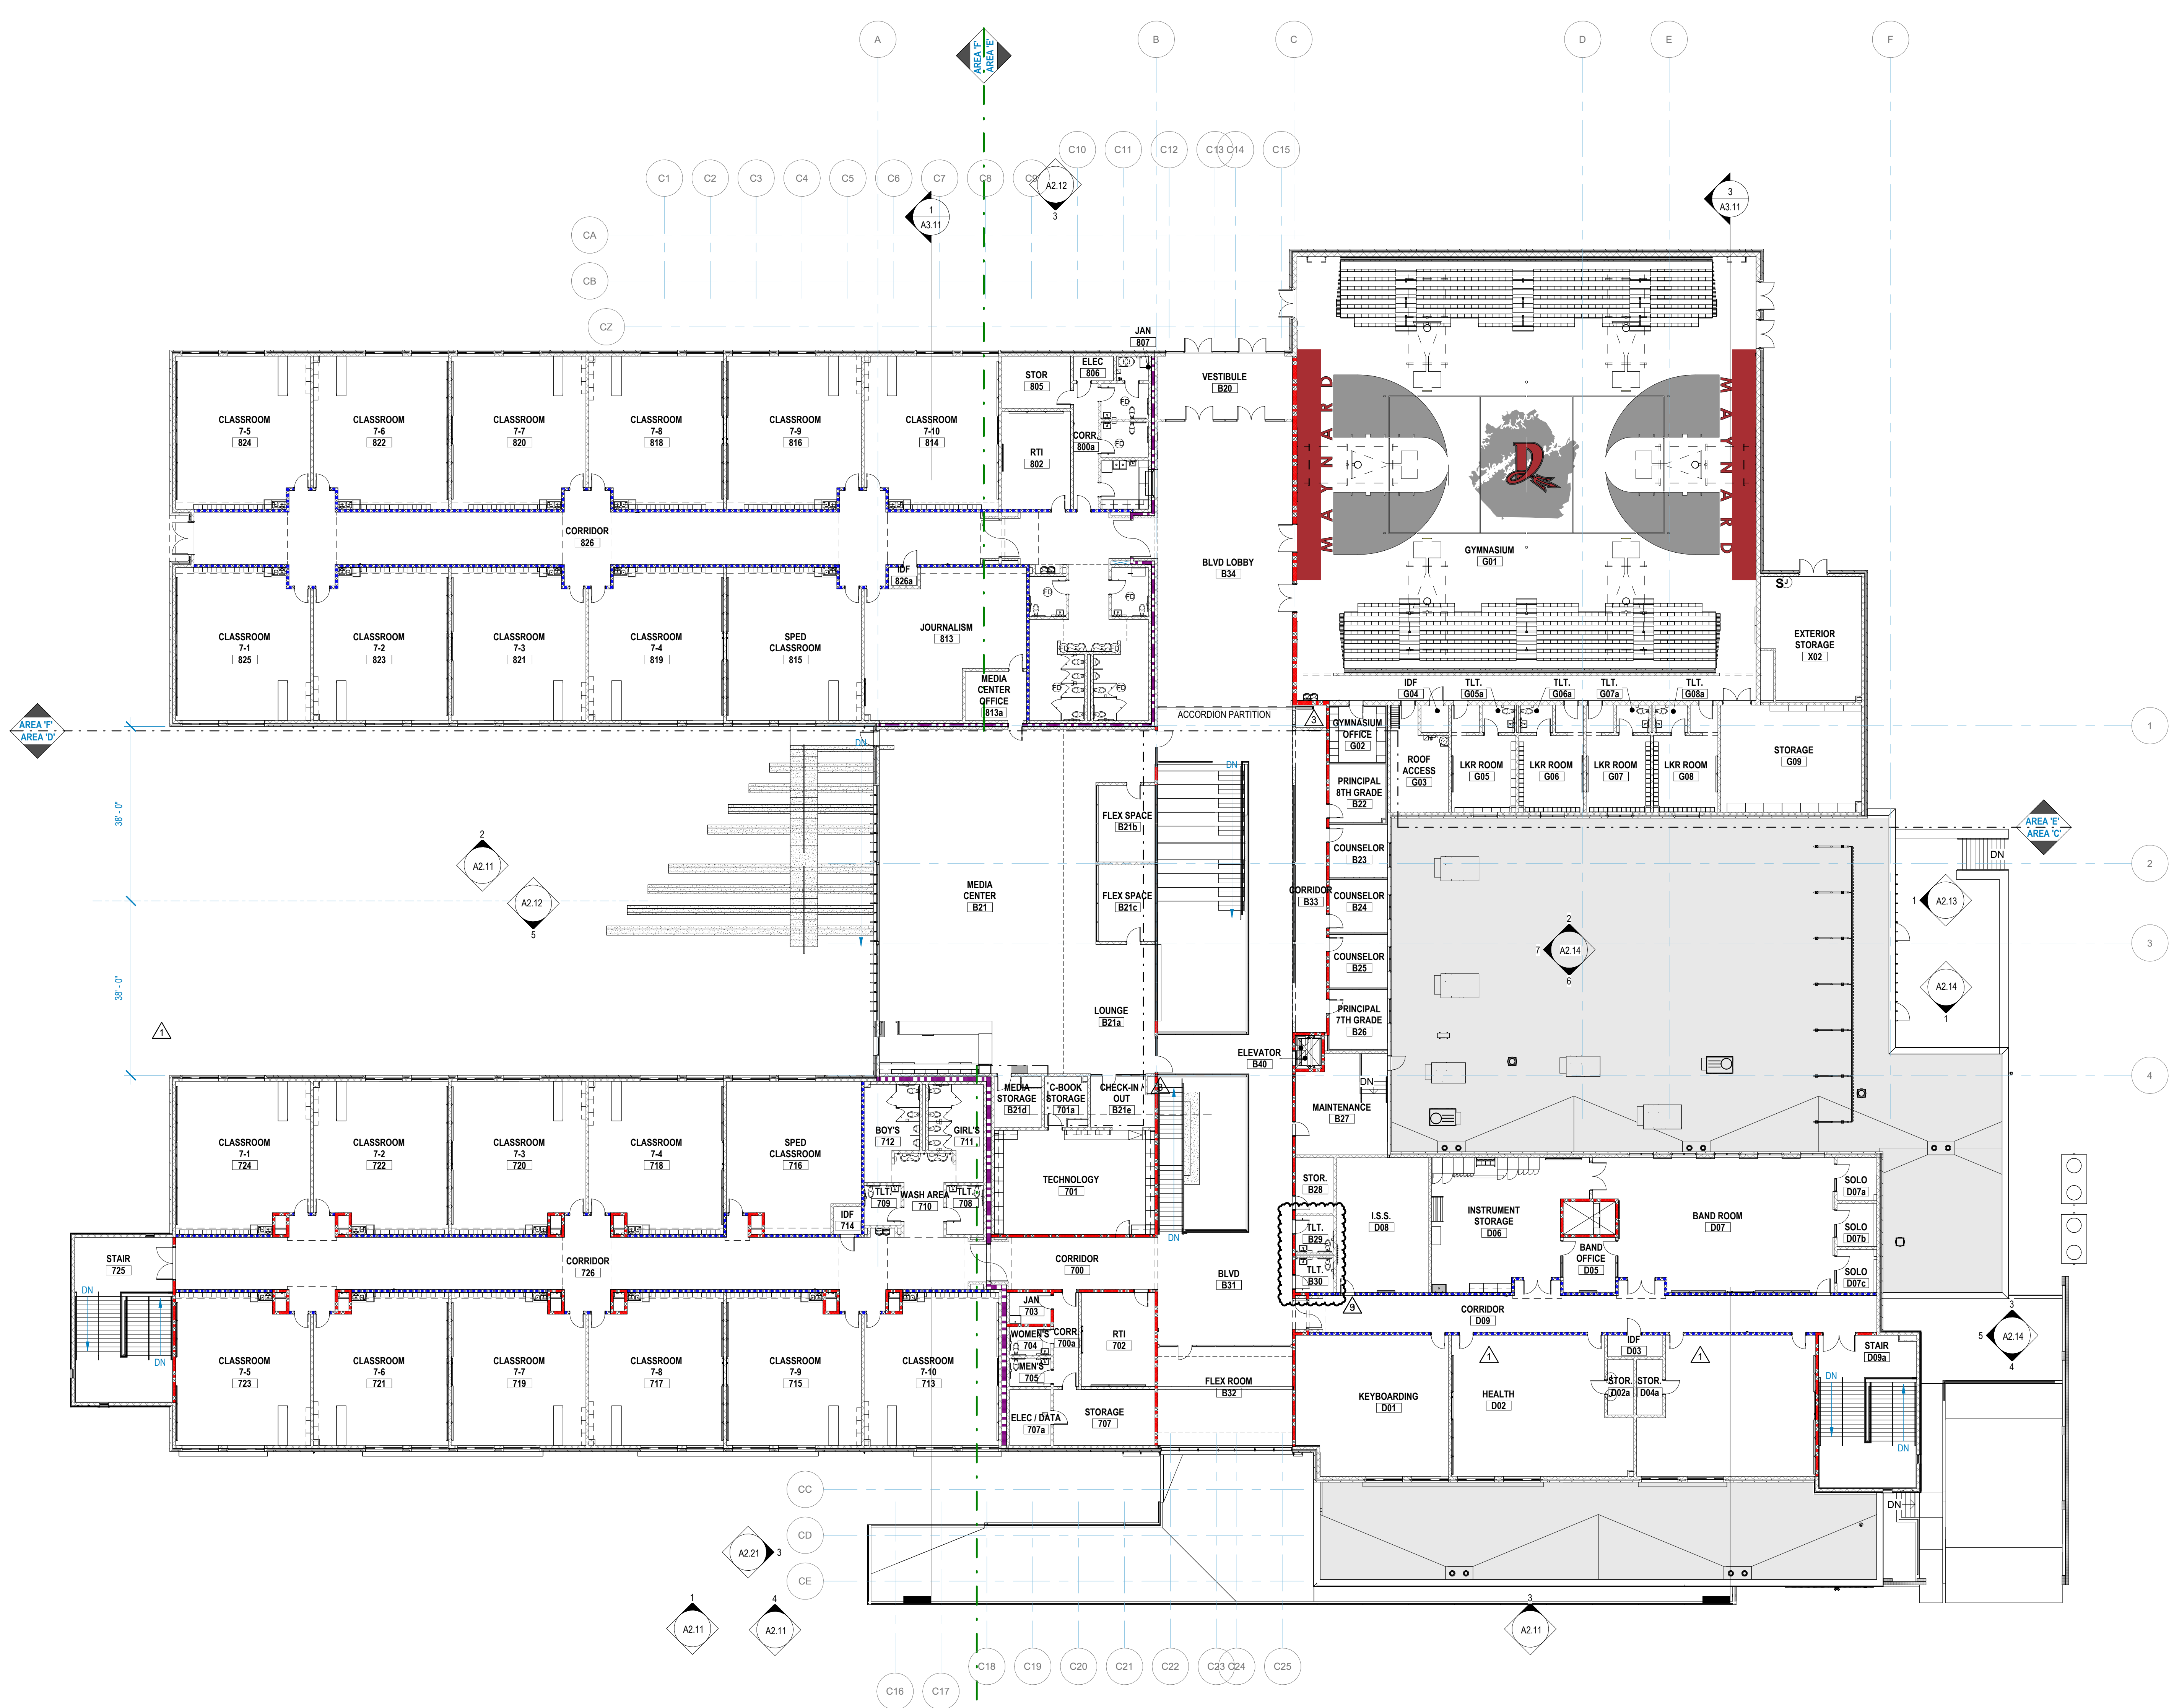 A
B
C
D
E
F
AREA 'F'
AREA 'E'
C10
C11
C12
C13
C14
C15
C1
C2
C3
C4
C5
C6
C7
C8
C9
A2.12
3
1
A3.11
3
A3.11
CA
CB
CZ
JAN
807
ELEC
806
STOR
805
VESTIBULE
B20
CLASSROOM
7-5
824
CLASSROOM
7-6
822
CLASSROOM
7-7
820
CLASSROOM
7-8
818
CLASSROOM
7-9
816
CLASSROOM
7-10
814
RTI
802
CORR.
800a
FD
FD
MAYNARD
MAYNARD
D
GYMNASIUM
G01
CORRIDOR
826
IDF
826a
BLVD LOBBY
B34
FD
FD
SJ
CLASSROOM
7-1
825
CLASSROOM
7-2
823
CLASSROOM
7-3
821
CLASSROOM
7-4
819
SPED
CLASSROOM
815
JOURNALISM
813
MEDIA
CENTER
OFFICE
813a
FD
FD
FD
EXTERIOR
STORAGE
X02
IDF
G04
TLT.
G05a
TLT.
G06a
TLT.
G07a
TLT.
G08a
ACCORDION PARTITION
3
AREA 'F'
AREA 'D'
1
DN
GYMNASIUM
OFFICE
G02
ROOF
ACCESS
G03
LKR ROOM
G05
LKR ROOM
G06
LKR ROOM
G07
LKR ROOM
G08
STORAGE
G09
DN
PRINCIPAL
8TH GRADE
B22
38' - 0"
FLEX SPACE
B21b
AREA 'E'
AREA 'C'
2
A2.11
COUNSELOR
B23
DN
2
A2.12
5
MEDIA
CENTER
B21
FLEX SPACE
B21c
CORRIDOR
B33
COUNSELOR
B24
1
A2.13
2
7
A2.14
6
3
38' - 0"
COUNSELOR
B25
A2.14
1
LOUNGE
B21a
PRINCIPAL
7TH GRADE
B26
1
ELEVATOR
B40
4
DN
MEDIA
STORAGE
B21d
C-BOOK
STORAGE
701a
CHECK-IN /
OUT
B21e
3
MAINTENANCE
B27
CLASSROOM
7-1
724
CLASSROOM
7-2
722
CLASSROOM
7-3
720
CLASSROOM
7-4
718
SPED
CLASSROOM
716
BOY'S
712
GIRL'S
711
TECHNOLOGY
701
STOR.
B28
TLT.
709
WASH AREA
710
TLT.
708
IDF
714
I.S.S.
D08
INSTRUMENT
STORAGE
D06
BAND ROOM
D07
SOLO
D07a
SOLO
D07b
SOLO
D07c
BAND
OFFICE
D05
TLT.
B29
TLT.
B30
DN
STAIR
725
CORRIDOR
726
CORRIDOR
700
BLVD
B31
DN
DN
JAN
703
WOMEN'S
704
CORR.
700a
MEN'S
705
RTI
702
9
CORRIDOR
D09
IDF
D03
1
1
STAIR
D09a
3
5
A2.14
4
CLASSROOM
7-5
723
CLASSROOM
7-6
721
CLASSROOM
7-7
719
CLASSROOM
7-8
717
CLASSROOM
7-9
715
CLASSROOM
7-10
713
FLEX ROOM
B32
KEYBOARDING
D01
HEALTH
D02
STOR.
D02a
STOR.
D04a
DN
DN
ELEC / DATA
707a
STORAGE
707
CC
CD
CE
DN
A2.21
3
1
A2.11
4
A2.11
3
A2.11
C18
C19
C20
C21
C22
C23
C24
C25
C16
C17